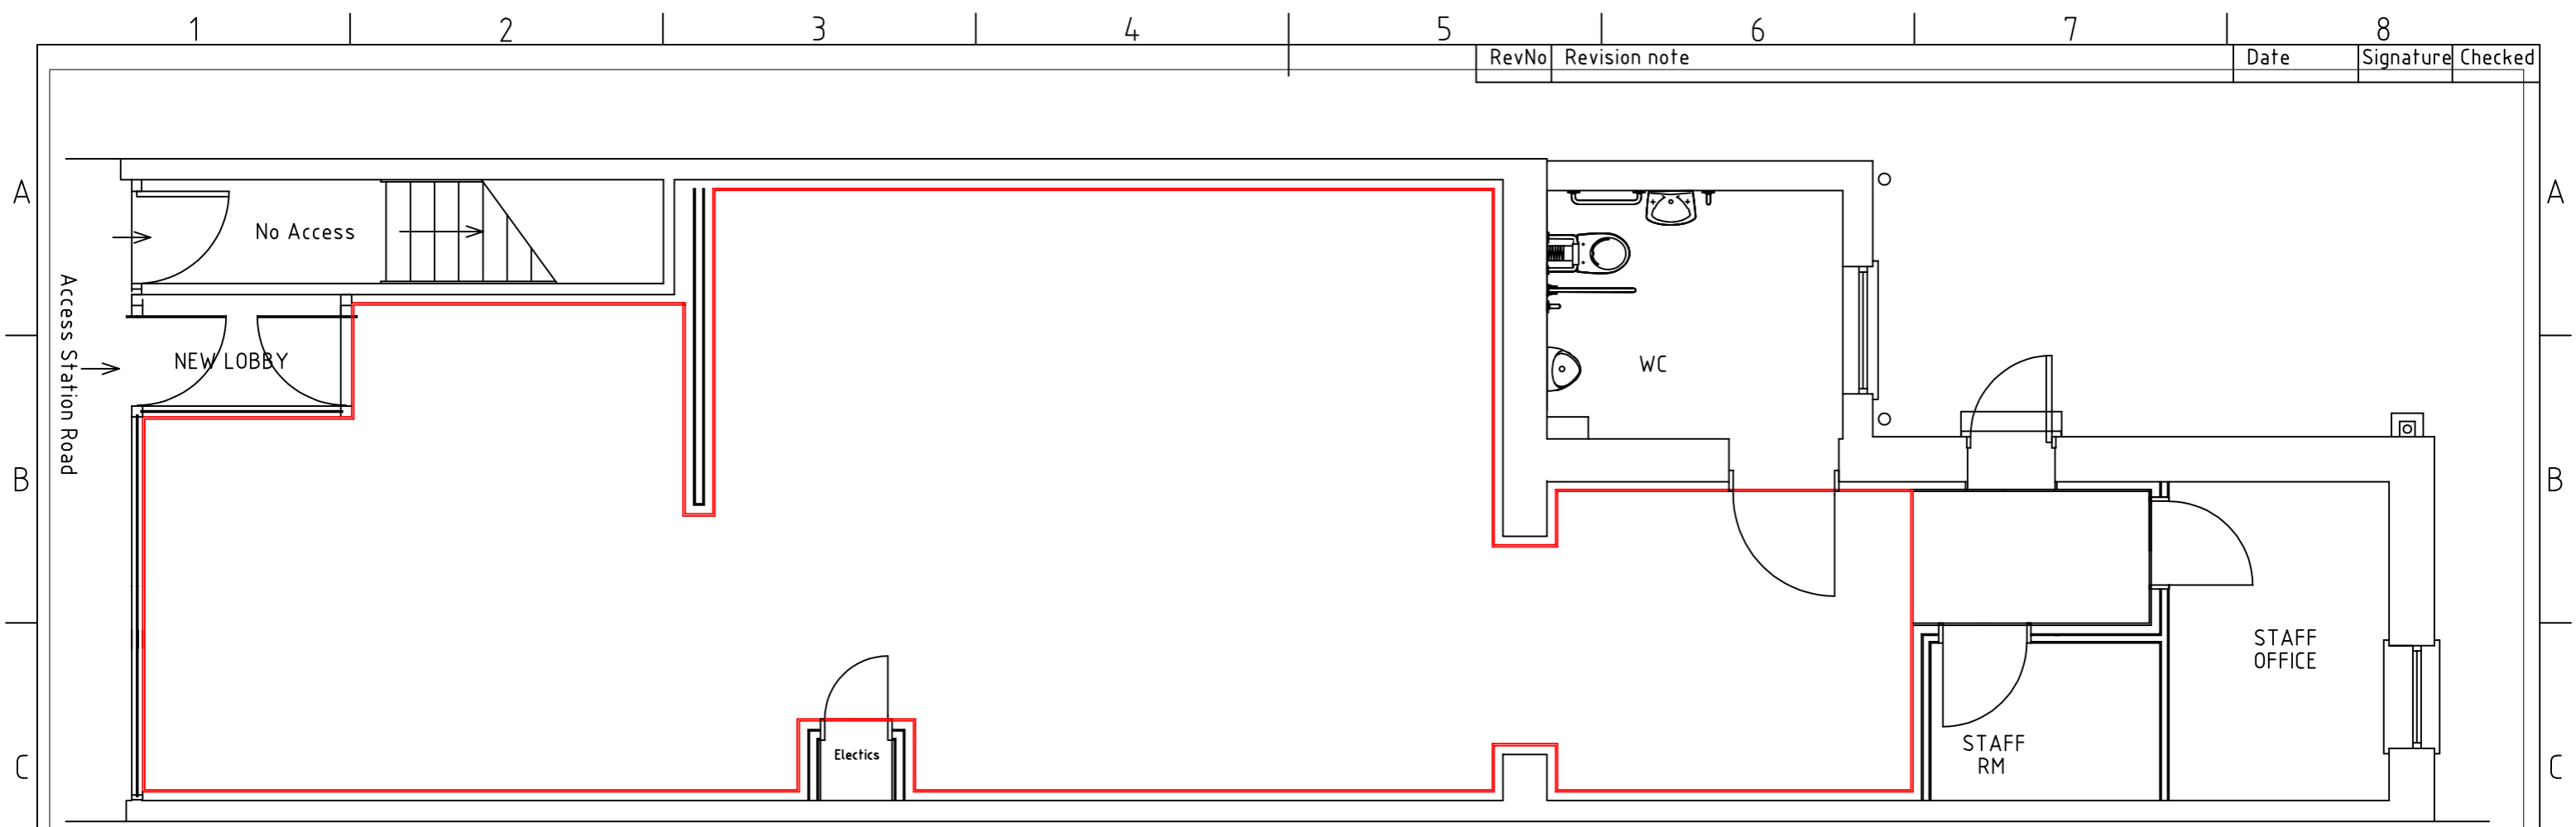 1 2 3 4 5 6 7 8
RevNo Revision note Date Signature Checked
A A
No Access
Access Station Road
NEW LOBBY
WC
B B
STAFF
OFFICE
Electics
STAFF
RM
C C